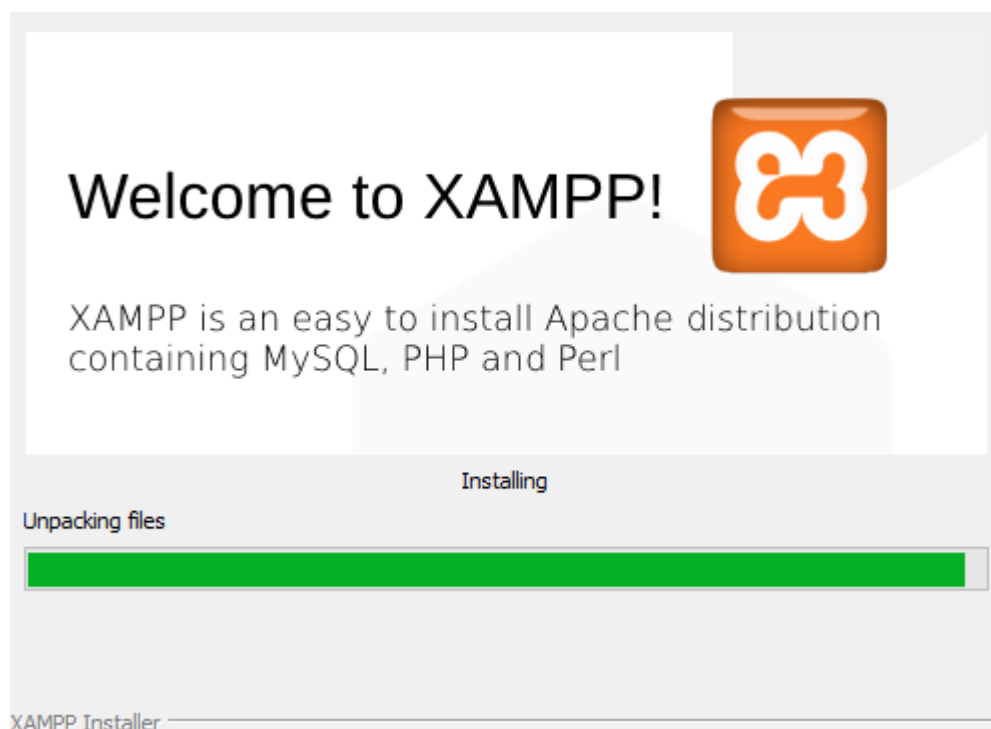 Welcome to XAMPP!
XAMPP is an easy to install Apache distribution
containing MySQL, PHP and Perl
Installing
Unpacking files
XAMPP Installer